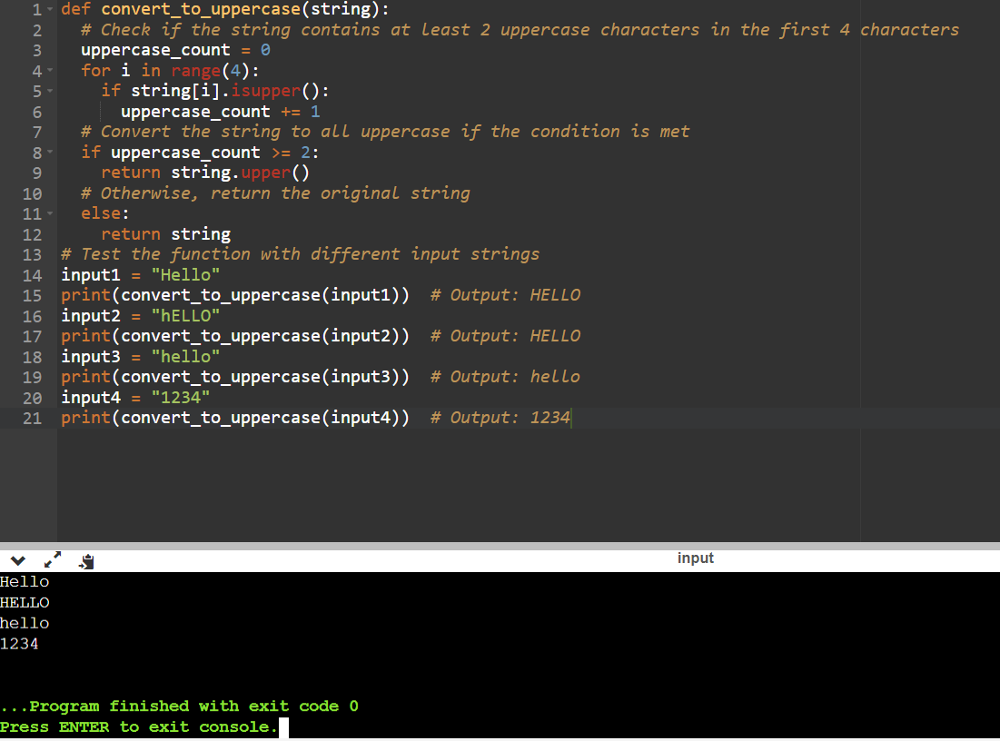 1 def convert_to_uppercase(string):
2   # Check if the string contains at least 2 uppercase characters in the first 4 characters
3   uppercase_count = 0
4   for i in range(4):
5     if string[i].isupper():
6       uppercase_count += 1
7   # Convert the string to all uppercase if the condition is met
8   if uppercase_count >= 2:
9     return string.upper()
10   # Otherwise, return the original string
11   else:
12     return string
13 # Test the function with different input strings
14 input1 = "Hello"
15 print(convert_to_uppercase(input1))  # Output: HELLO
16 input2 = "hELLO"
17 print(convert_to_uppercase(input2))  # Output: HELLO
18 input3 = "hello"
19 print(convert_to_uppercase(input3))  # Output: hello
20 input4 = "1234"
21 print(convert_to_uppercase(input4))  # Output: 1234
input
Hello
HELLO
hello
1234
...Program finished with exit code 0
Press ENTER to exit console.